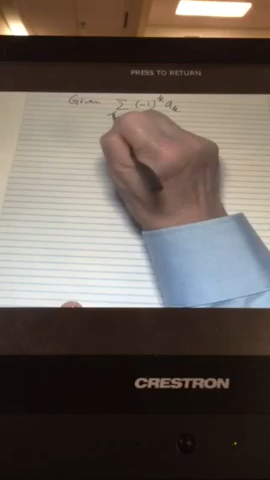 PRESS TO RETURN
Given ∑ (-1)^k a_k
CRESTRON